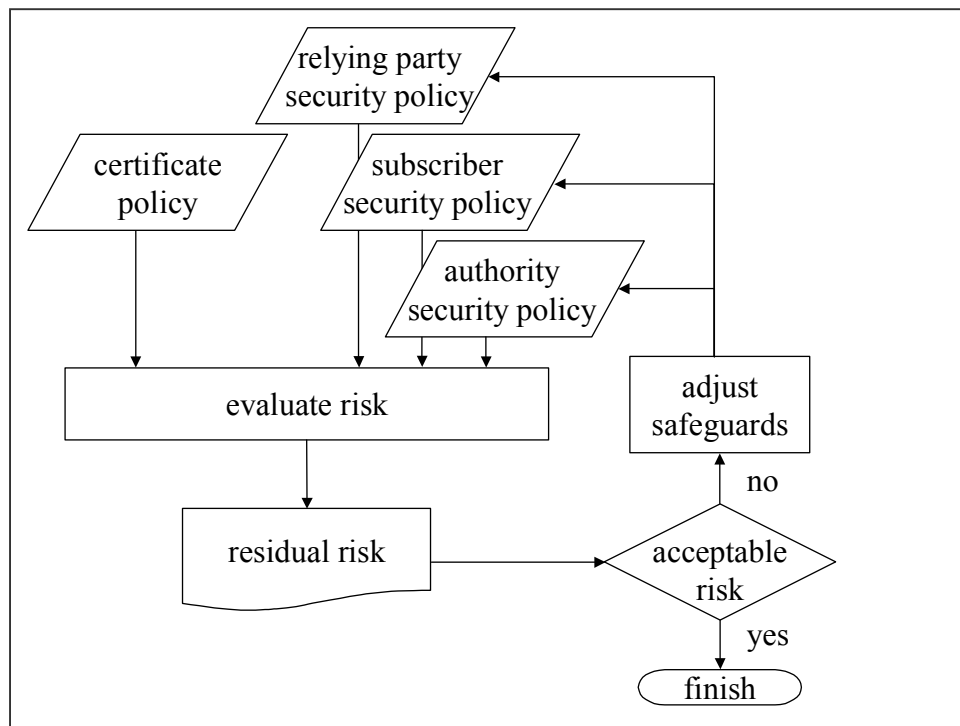 relying party
security policy
certificate
policy
subscriber
security policy
authority
security policy
evaluate risk
adjust
safeguards
no
residual risk
acceptable
risk
yes
finish